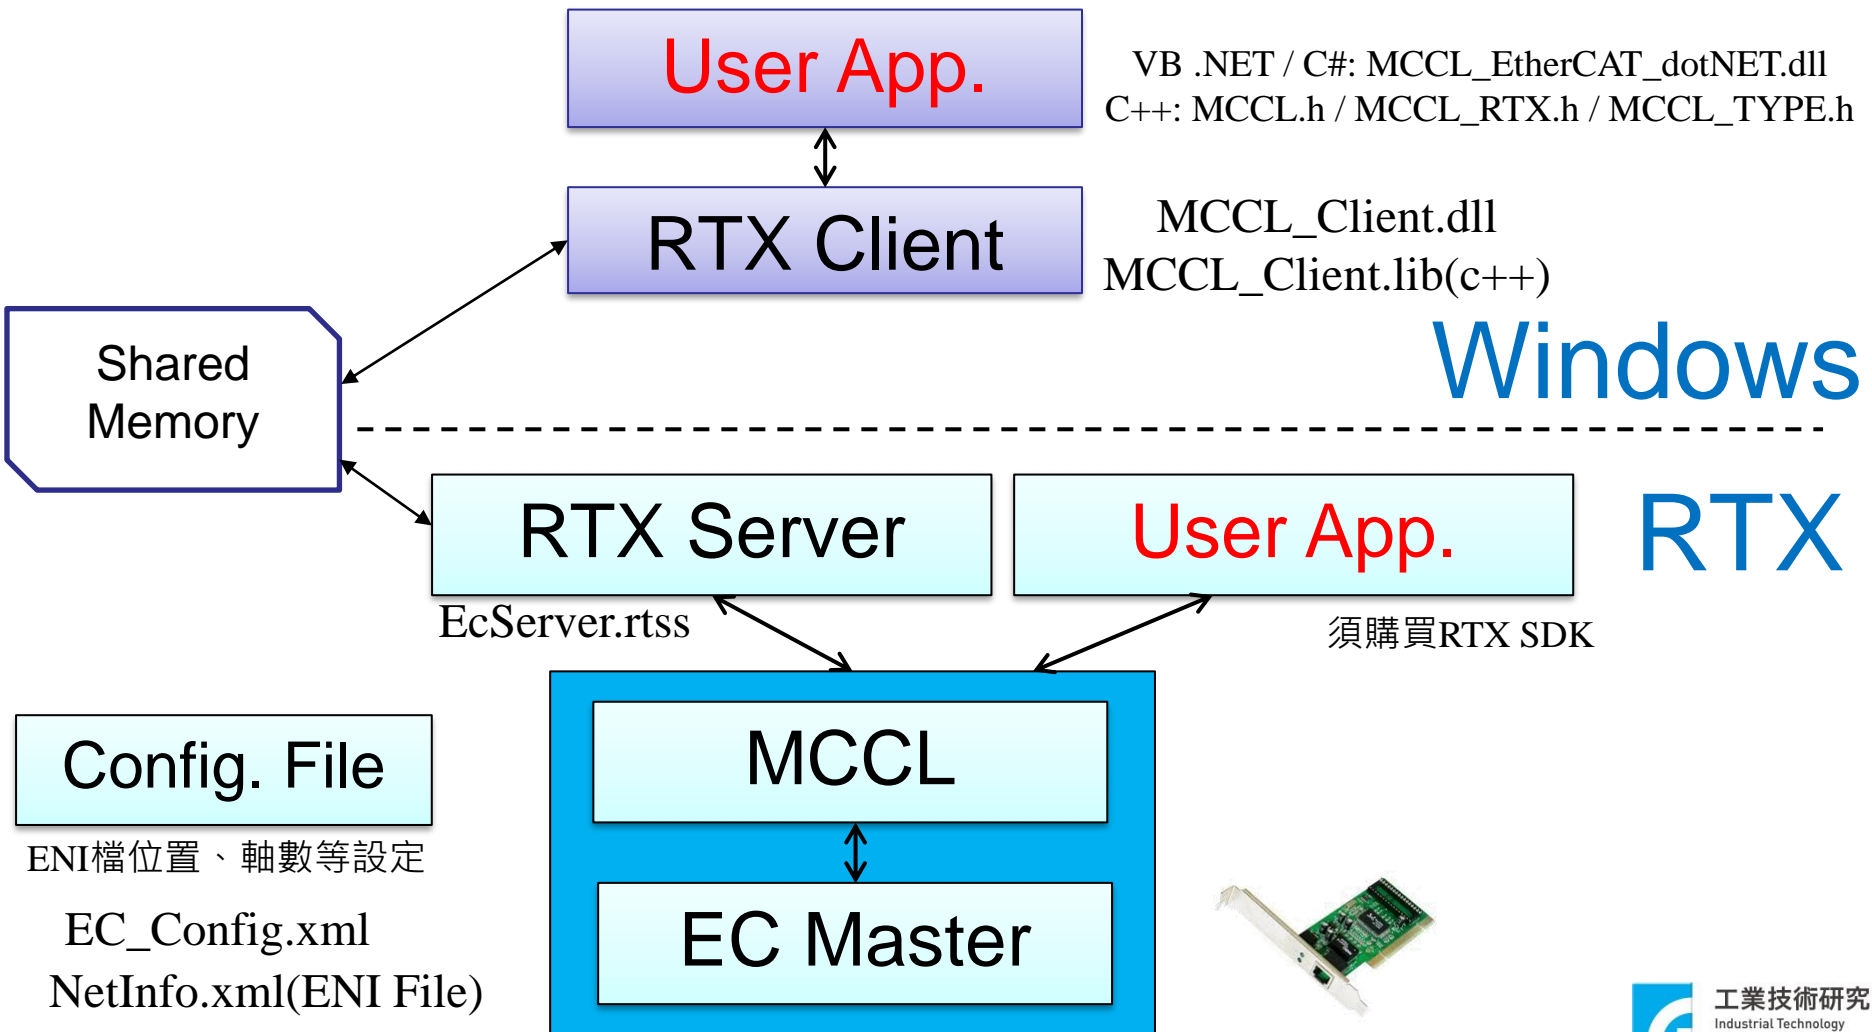 User App.
VB .NET / C#: MCCL_EtherCAT_dotNET.dll
C++: MCCL.h / MCCL_RTX.h / MCCL_TYPE.h
RTX Client
MCCL_Client.dll
MCCL_Client.lib(c++)
Windows
Shared
Memory
RTX Server
User App.
RTX
EcServer.rtss
須購買RTX SDK
Config. File
MCCL
ENI檔位置、軸數等設定
EC_Config.xml
NetInfo.xml(ENI File)
EC Master
工業技術研究
Industrial Technology